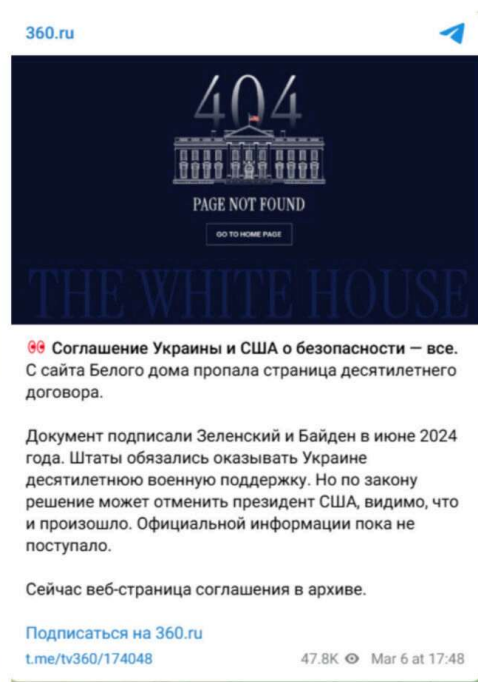 360.ru
404
PAGE NOT FOUND
GO TO HOME PAGE
THE WHITE HOUSE
Соглашение Украины и США о безопасности — все.
С сайта Белого дома пропала страница десятилетнего
договора.
Документ подписали Зеленский и Байден в июне 2024
года. Штаты обязались оказывать Украине
десятилетнюю военную поддержку. Но по закону
решение может отменить президент США, видимо, что
и произошло. Официальной информации пока не
поступало.
Сейчас веб-страница соглашения в архиве.
Подписаться на 360.ru
t.me/tv360/174048 47.8K Mar 6 at 17:48